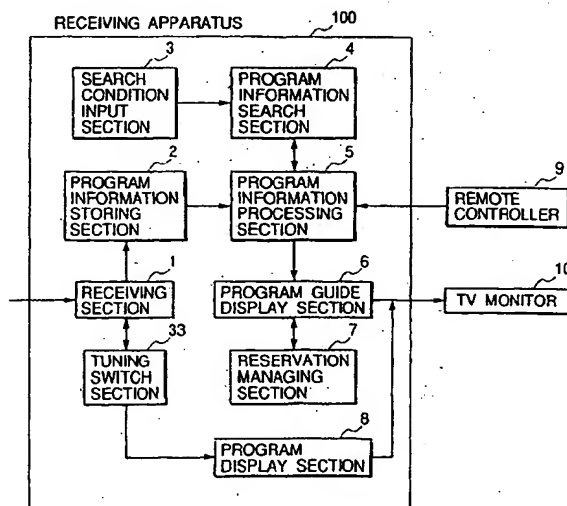 RECEIVING APPARATUS
100
3
SEARCH
CONDITION
INPUT
SECTION
4
PROGRAM
INFORMATION
SEARCH
SECTION
2
PROGRAM
INFORMATION
STORING
SECTION
5
PROGRAM
INFORMATION
PROCESSING
SECTION
9
REMOTE
CONTROLLER
1
RECEIVING
SECTION
6
PROGRAM GUIDE
DISPLAY SECTION
10
TV MONITOR
33
TUNING
SWITCH
SECTION
7
RESERVATION
MANAGING
SECTION
8
PROGRAM
DISPLAY SECTION